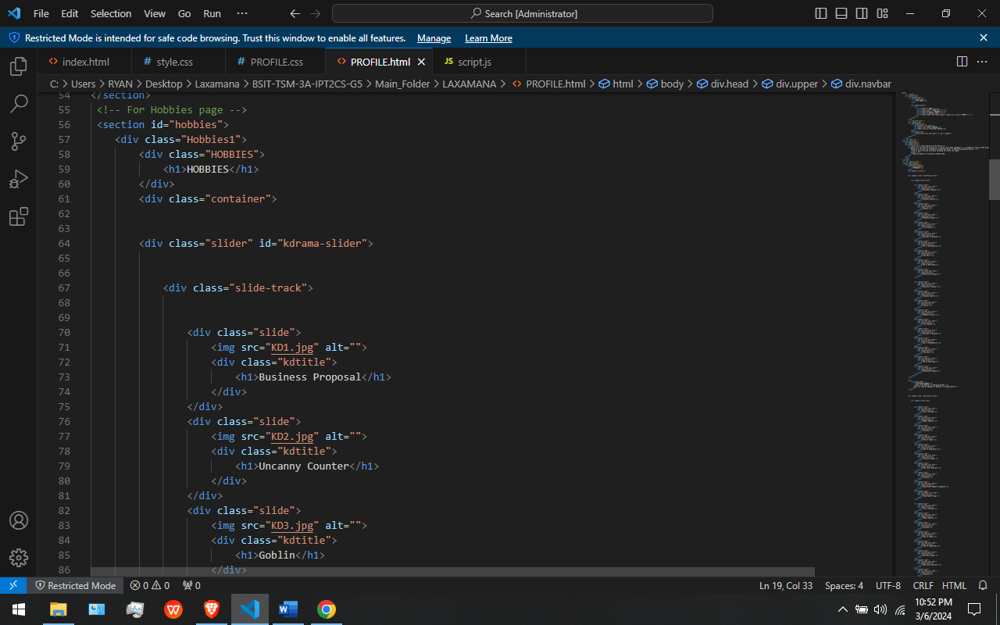 File Edit Selection View Go Run ··· Search [Administrator]
Restricted Mode is intended for safe code browsing. Trust this window to enable all features. Manage Learn More
<> index.html # style.css # PROFILE.css <> PROFILE.html JS script.js
C: > Users > RYAN > Desktop > Laxamana > BSIT-TSM-3A-IPT2CS-G5 > Main_Folder > LAXAMANA > <> PROFILE.html > html > body > div.head > div.upper > div.navbar
54 </section>
55 <!-- For Hobbies page -->
56 <section id="hobbies">
57 <div class="Hobbies1">
58 <div class="HOBBIES">
59 <h1>HOBBIES</h1>
60 </div>
61 <div class="container">
62
63
64 <div class="slider" id="kdrama-slider">
65
66
67 <div class="slide-track">
68
69
70 <div class="slide">
71 <img src="KD1.jpg" alt="">
72 <div class="kdtitle">
73 <h1>Business Proposal</h1>
74 </div>
75 </div>
76 <div class="slide">
77 <img src="KD2.jpg" alt="">
78 <div class="kdtitle">
79 <h1>Uncanny Counter</h1>
80 </div>
81 </div>
82 <div class="slide">
83 <img src="KD3.jpg" alt="">
84 <div class="kdtitle">
85 <h1>Goblin</h1>
86 </div>
Restricted Mode 0 0 0 Ln 19, Col 33 Spaces: 4 UTF-8 CRLF HTML
10:52 PM
3/6/2024